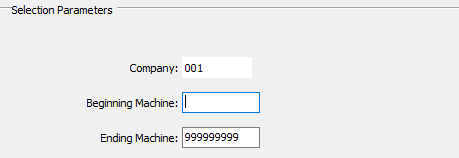 Selection Parameters
Company: 001
Beginning Machine:
Ending Machine: 999999999